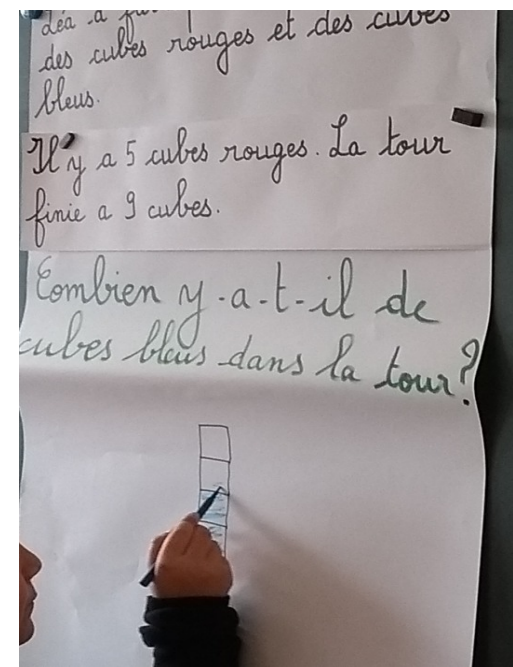 Léa a
des cubes rouges et des cubes
bleus.
Il y a 5 cubes rouges. La tour
finie a 9 cubes.
Combien y-a-t-il de
cubes bleus dans la tour?